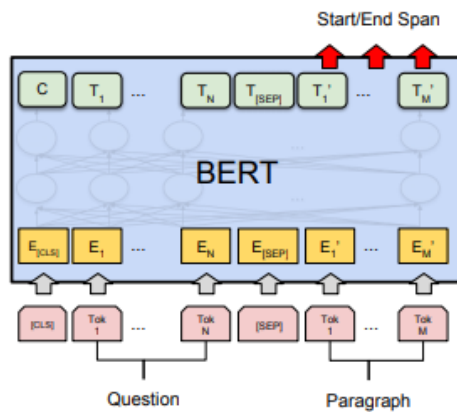 Start/End Span
C T1 ... TN T[SEP] T1' ... TM'
...
BERT
...
E[CLS] E1 ... EN E[SEP] E1' ... EM'
[CLS] Tok 1 ... Tok N [SEP] Tok 1 ... Tok M
Question Paragraph